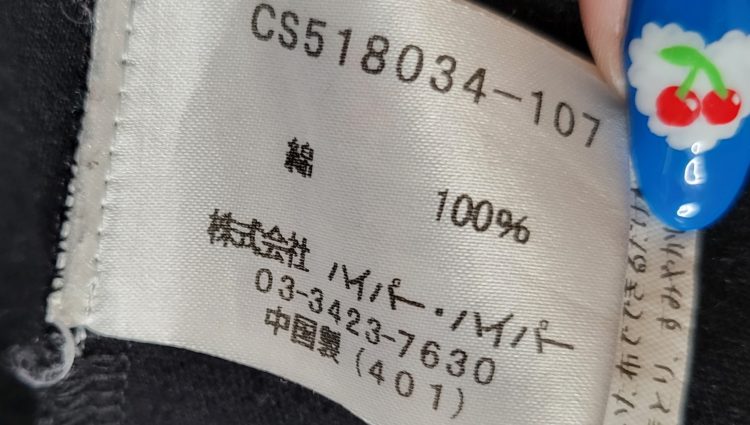 CS518034-107
綿 100%
株式会社 ハイパー・ハイパー
03-3423-7630
中国製(401)